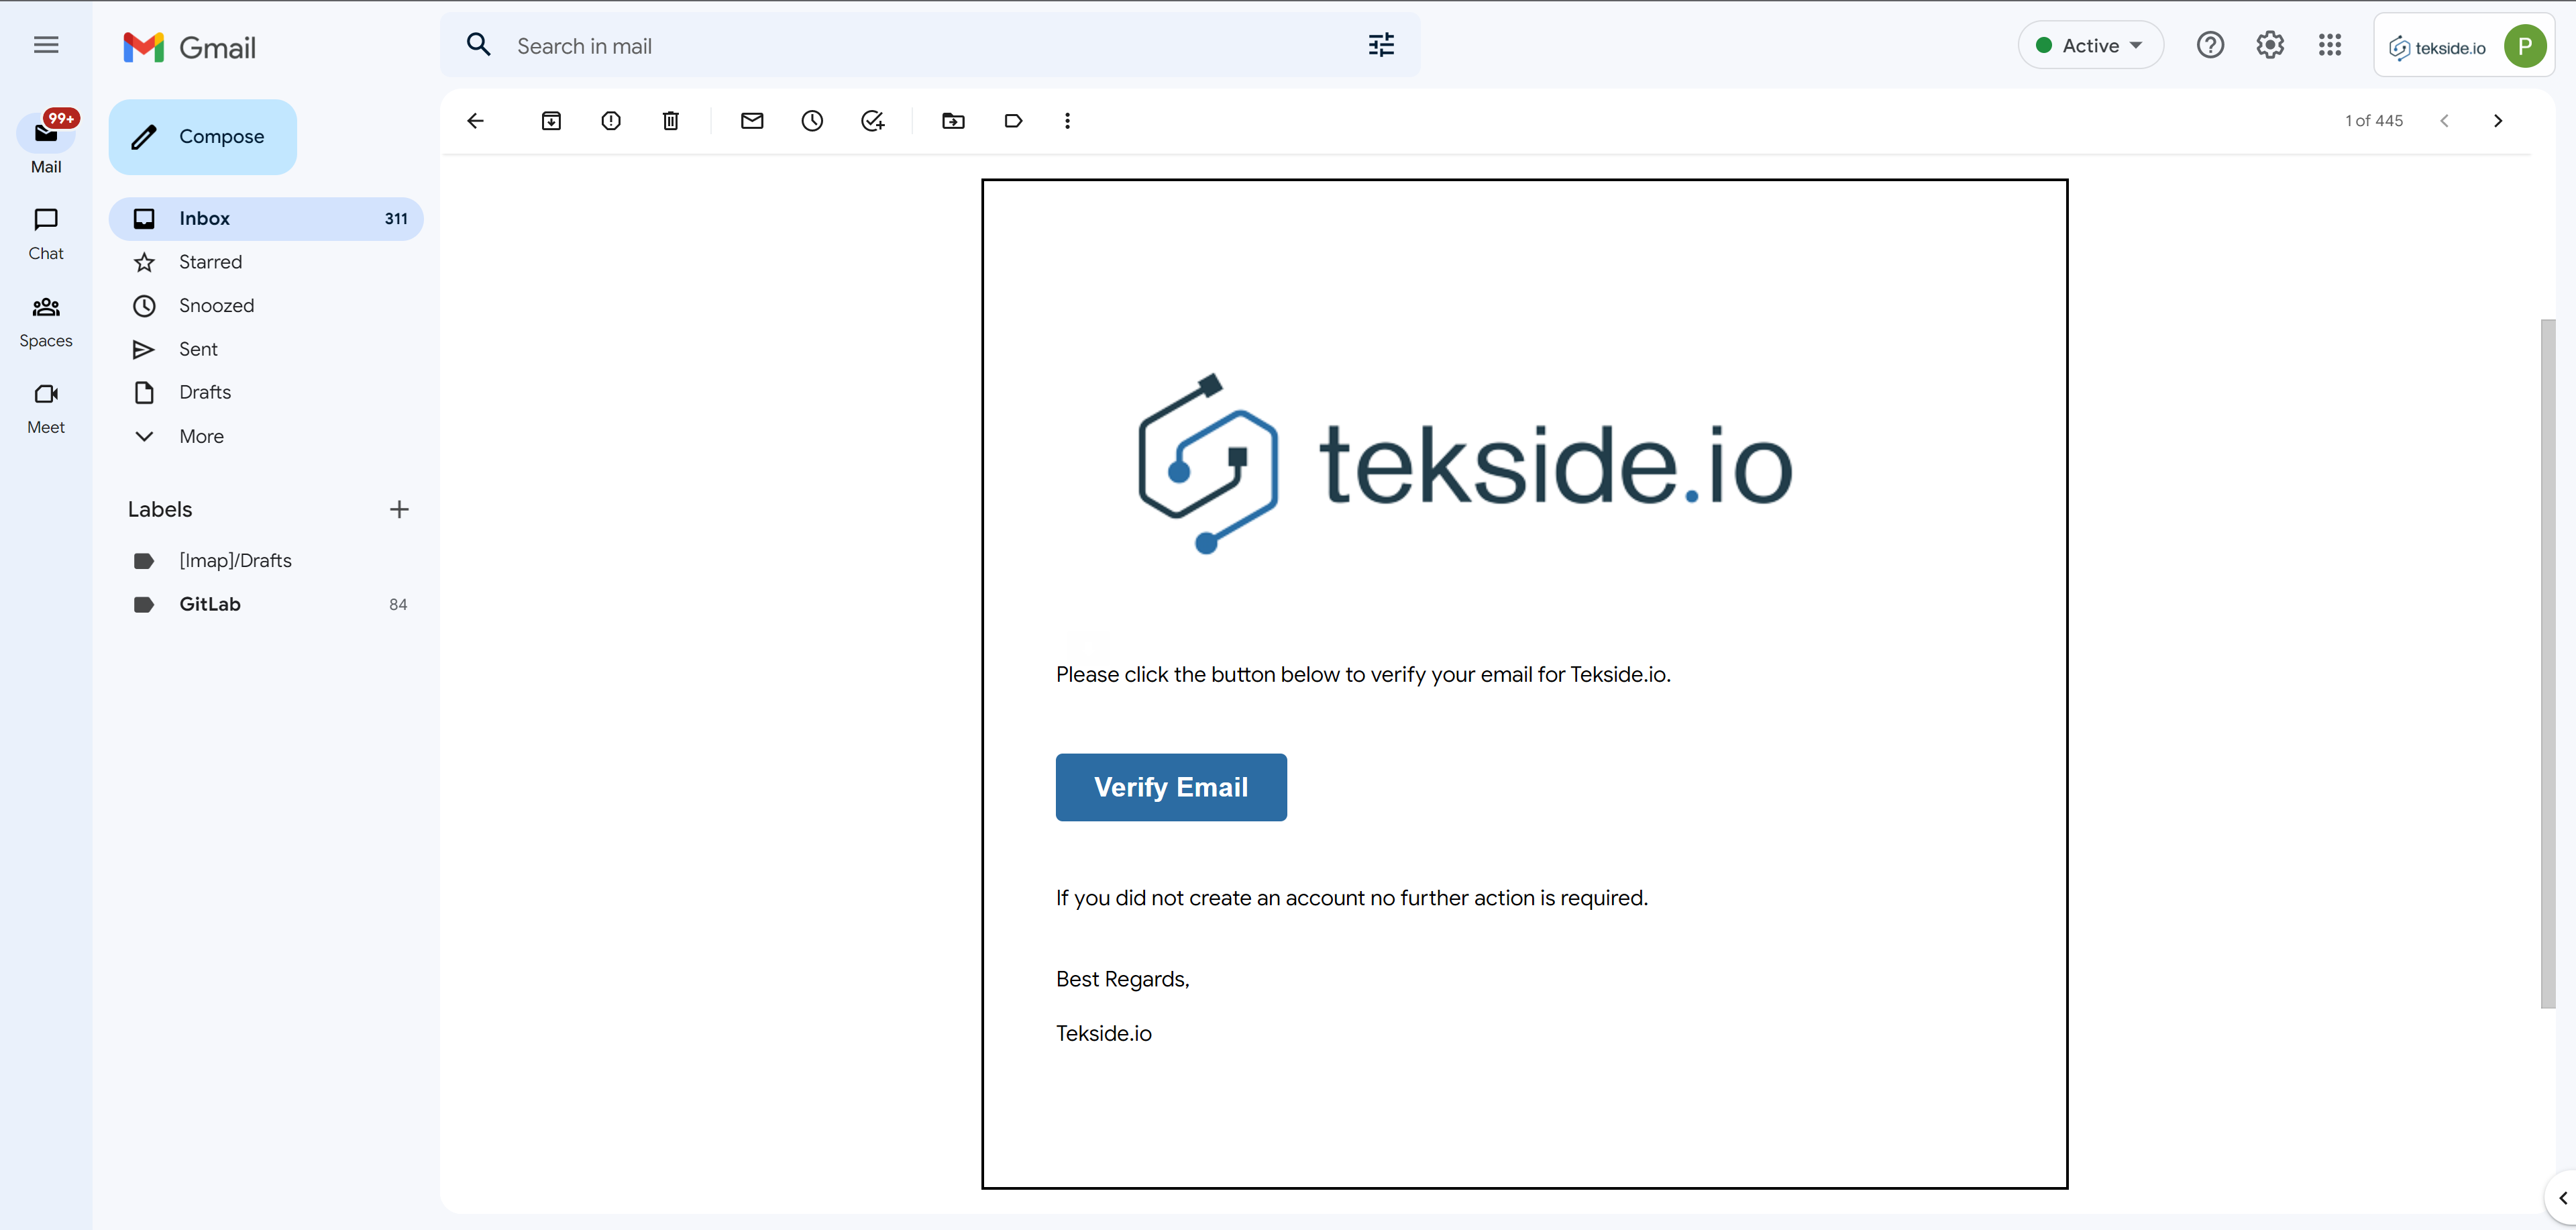 Gmail
Search in mail
Active
tekside.io
P
99+
Mail
Chat
Spaces
Meet
Compose
Inbox 311
Starred
Snoozed
Sent
Drafts
More
Labels
[Imap]/Drafts
GitLab 84
1 of 445
tekside.io
Please click the button below to verify your email for Tekside.io.
Verify Email
If you did not create an account no further action is required.
Best Regards,
Tekside.io